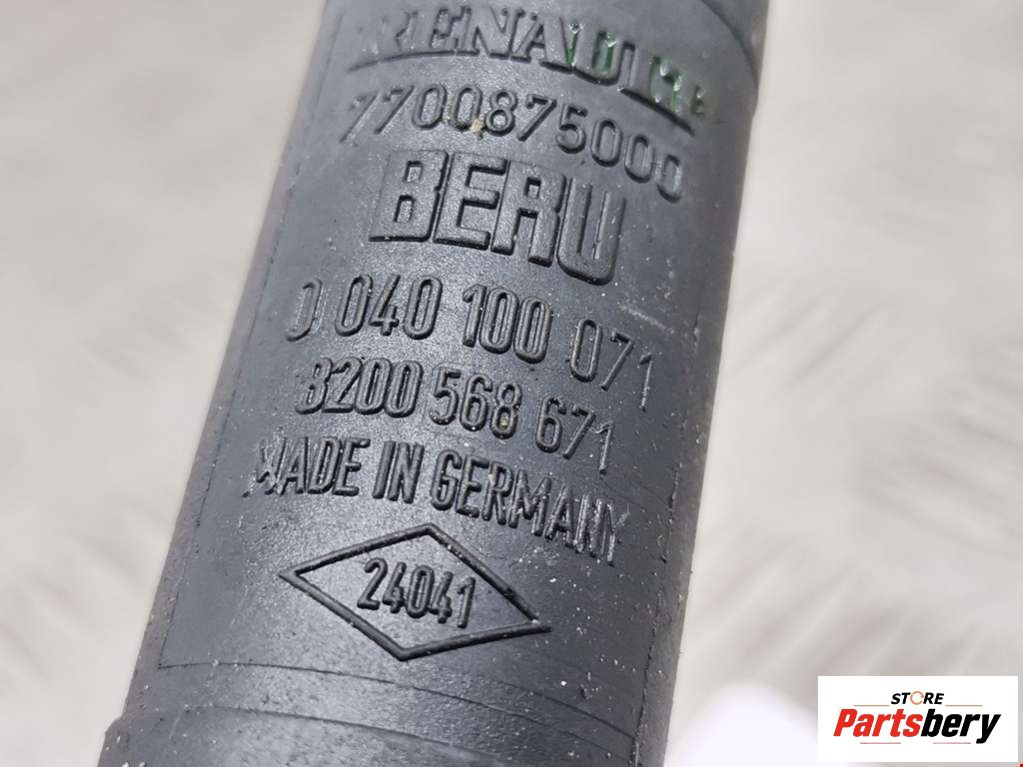 RENAULT
7700875000
BERU
0 040 100 071
8200 568 671
MADE IN GERMANY
24041
STORE
Partsbery